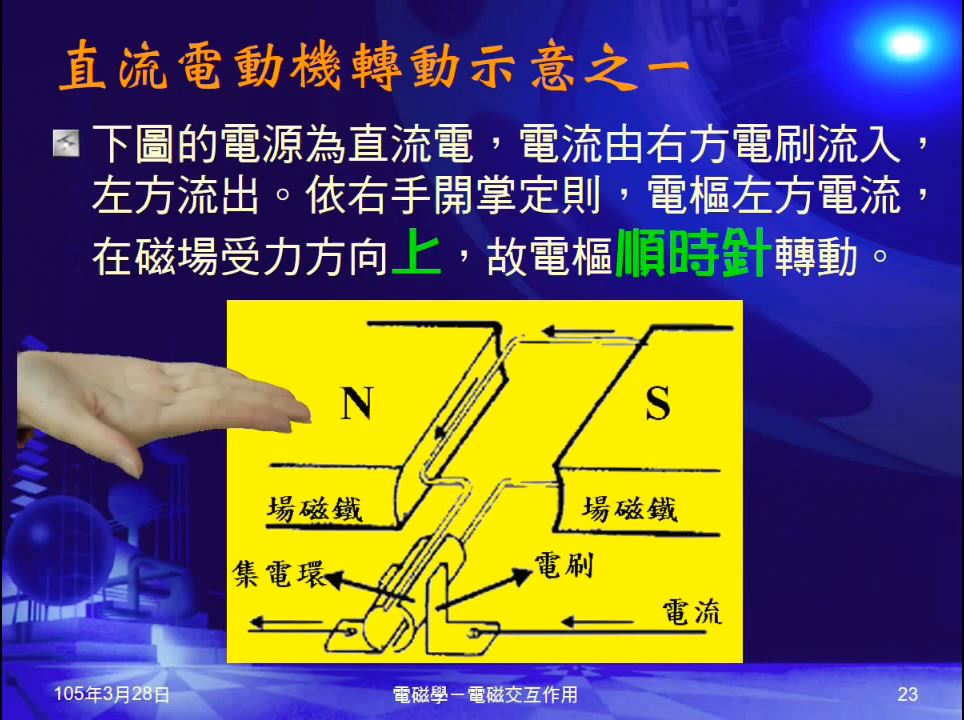 直流電動機轉動示意之一
下圖的電源為直流電，電流由右方電刷流入，
左方流出。依右手開掌定則，電樞左方電流，
在磁場受力方向上，故電樞順時針轉動。
N
S
場磁鐵
場磁鐵
集電環
電刷
電流
105年3月28日
電磁學－電磁交互作用
23